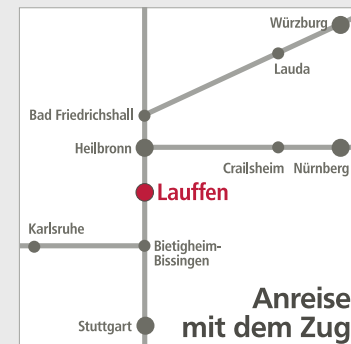 Würzburg
Lauda
Bad Friedrichshall
Heilbronn
Crailsheim Nürnberg
Lauffen
Karlsruhe
Bietigheim-
Bissingen
Anreise
Stuttgart
mit dem Zug